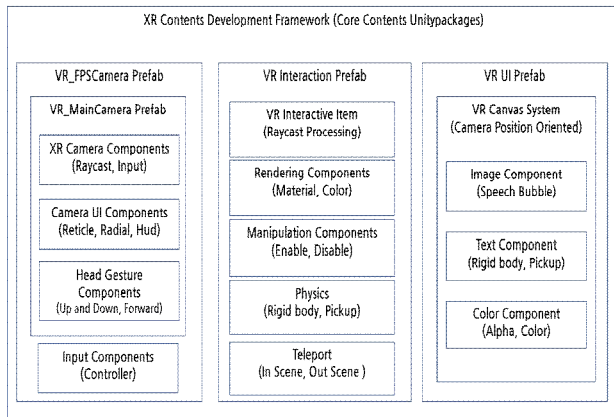 XR Contents Development Framework (Core Contents Unitypackages)
VR_FPSCamera Prefab
VR_MainCamera Prefab
XR Camera Components
(Raycast, Input)
Camera UI Components
(Reticle, Radial, Hud)
Head Gesture
Components
(Up and Down, Forward)
Input Components
(Controller)
VR Interaction Prefab
VR Interactive Item
(Raycast Processing)
Rendering Components
(Material, Color)
Manipulation Components
(Enable, Disable)
Physics
(Rigid body, Pickup)
Teleport
(In Scene, Out Scene )
VR UI Prefab
VR Canvas System
(Camera Position Oriented)
Image Component
(Speech Bubble)
Text Component
(Rigid body, Pickup)
Color Component
(Alpha, Color)